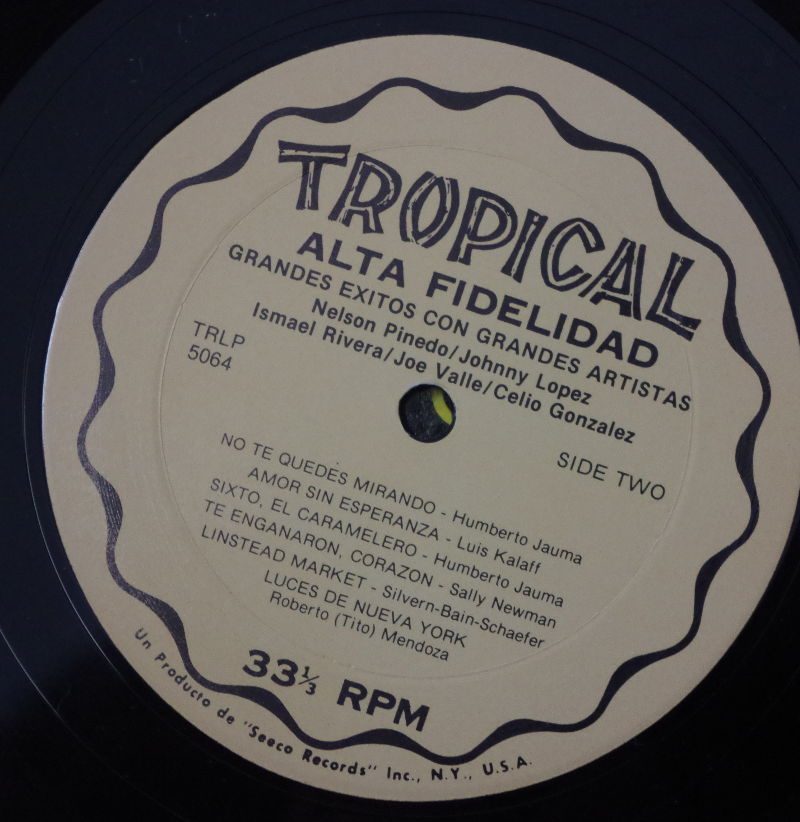 TROPICAL
ALTA FIDELIDAD
GRANDES EXITOS CON GRANDES ARTISTAS
Nelson Pinedo/Johnny Lopez
Ismael Rivera/Joe Valle/Celio Gonzalez
TRLP
5064
SIDE TWO
NO TE QUEDES MIRANDO - Humberto Jauma
AMOR SIN ESPERANZA - Luis Kalaff
SIXTO, EL CARAMELERO - Humberto Jauma
TE ENGANARON, CORAZON - Sally Newman
LINSTEAD MARKET - Silvern-Bain-Schaefer
LUCES DE NUEVA YORK
Roberto (Tito) Mendoza
33⅓ RPM
Un Producto de "Seeco Records" Inc., N.Y., U.S.A.